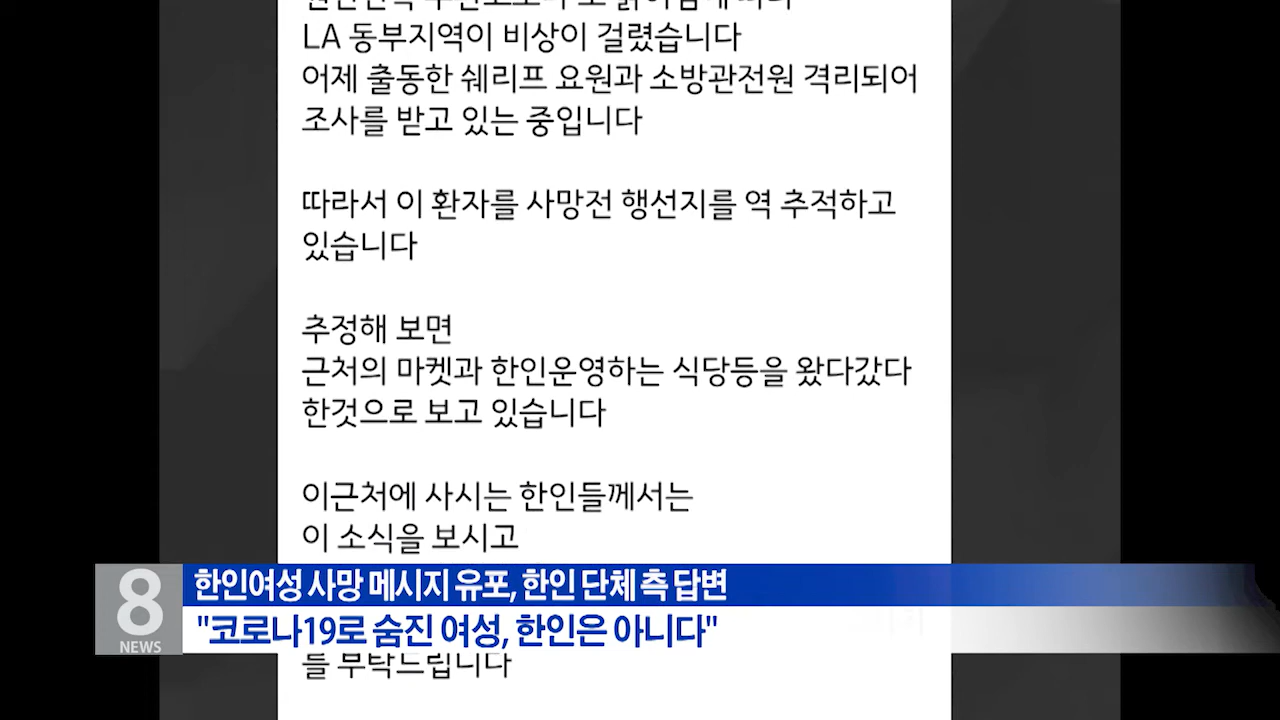 LA 동부지역이 비상이 걸렸습니다
어제 출동한 쉐리프 요원과 소방관전원 격리되어
조사를 받고 있는 중입니다
따라서 이 환자를 사망전 행선지를 역 추적하고
있습니다
추정해 보면
근처의 마켓과 한인운영하는 식당등을 왔다갔다
한것으로 보고 있습니다
이근처에 사시는 한인들께서는
이 소식을 보시고
8 NEWS
한인여성 사망 메시지 유포, 한인 단체 측 답변
"코로나19로 숨진 여성, 한인은 아니다"
를 부탁드립니다